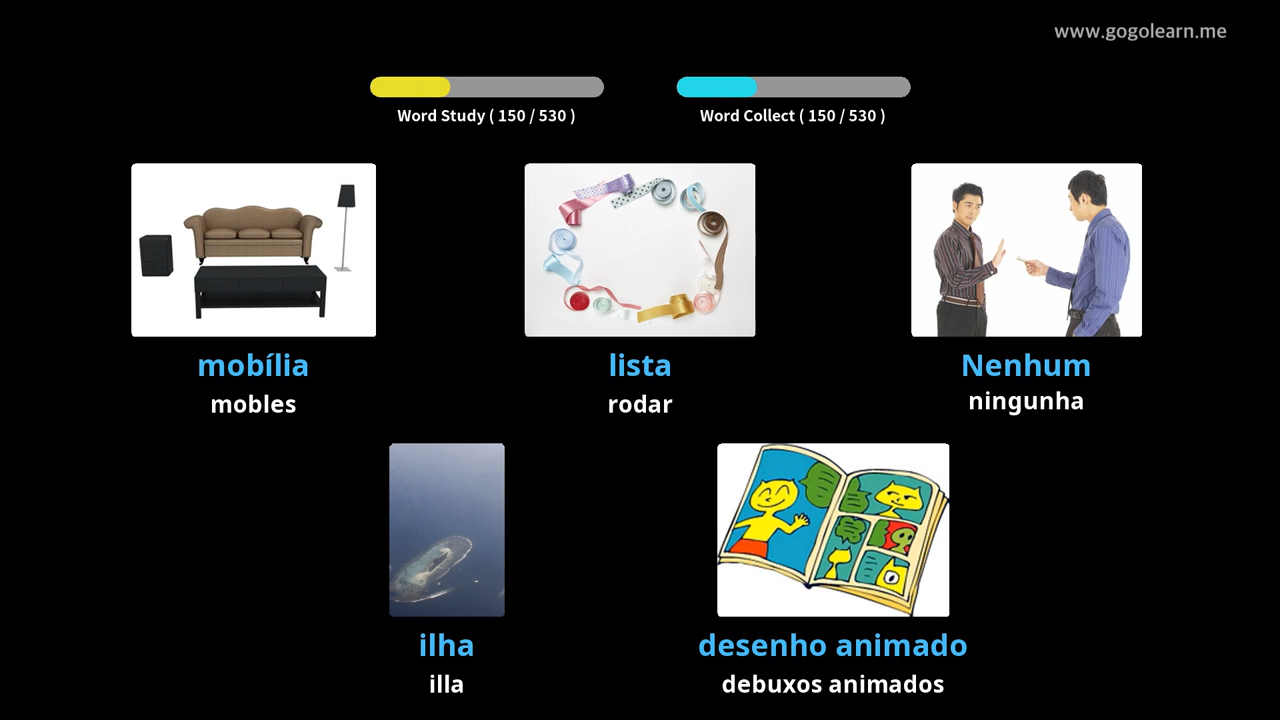 www.gogolearn.me
Word Study ( 150 / 530 )
Word Collect ( 150 / 530 )
mobília
mobles
lista
rodar
Nenhum
ningunha
ilha
illa
desenho animado
debuxos animados